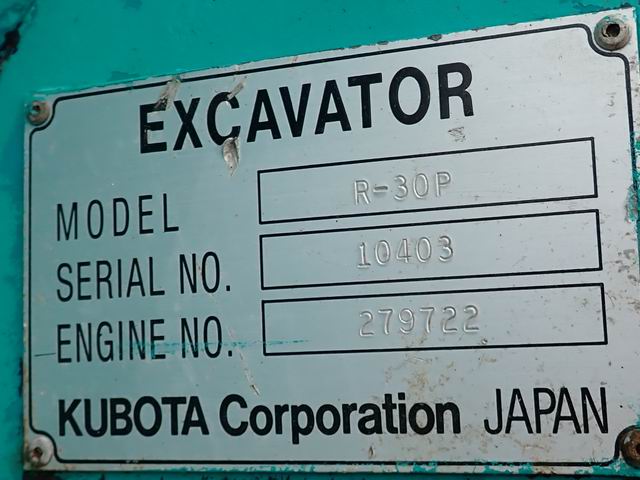 EXCAVATOR
MODEL R-30P
SERIAL NO. 10403
ENGINE NO. 279722
KUBOTA Corporation JAPAN